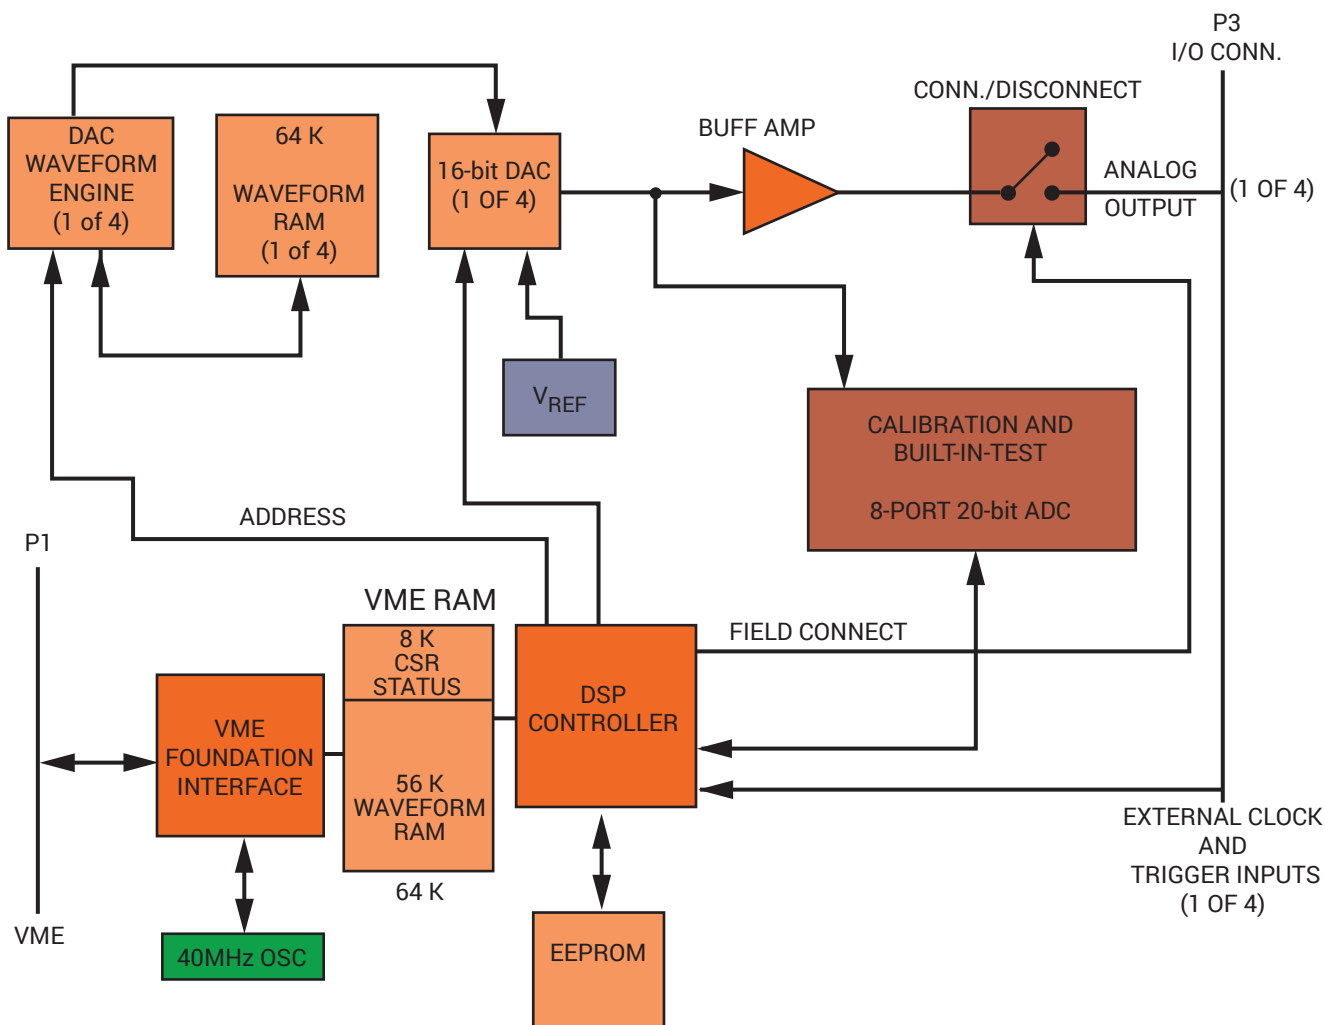 P3
I/O CONN.
CONN./DISCONNECT
BUFF AMP
DAC
WAVEFORM
ENGINE
(1 of 4)
64 K
WAVEFORM
RAM
(1 of 4)
16-bit DAC
(1 OF 4)
ANALOG
OUTPUT
(1 OF 4)
VREF
CALIBRATION AND
BUILT-IN-TEST
8-PORT 20-bit ADC
ADDRESS
P1
VME RAM
8 K
CSR
STATUS
FIELD CONNECT
DSP
CONTROLLER
VME
FOUNDATION
INTERFACE
56 K
WAVEFORM
RAM
64 K
EXTERNAL CLOCK
AND
TRIGGER INPUTS
(1 OF 4)
VME
40MHz OSC
EEPROM